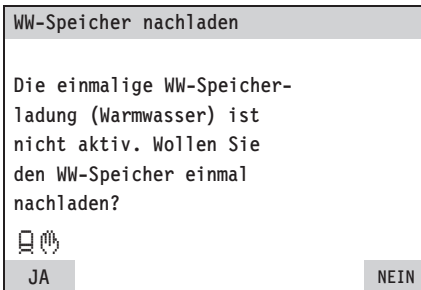 WW-Speicher nachladen
Die einmalige WW-Speicher-
ladung (Warmwasser) ist
nicht aktiv. Wollen Sie
den WW-Speicher einmal
nachladen?
JA NEIN